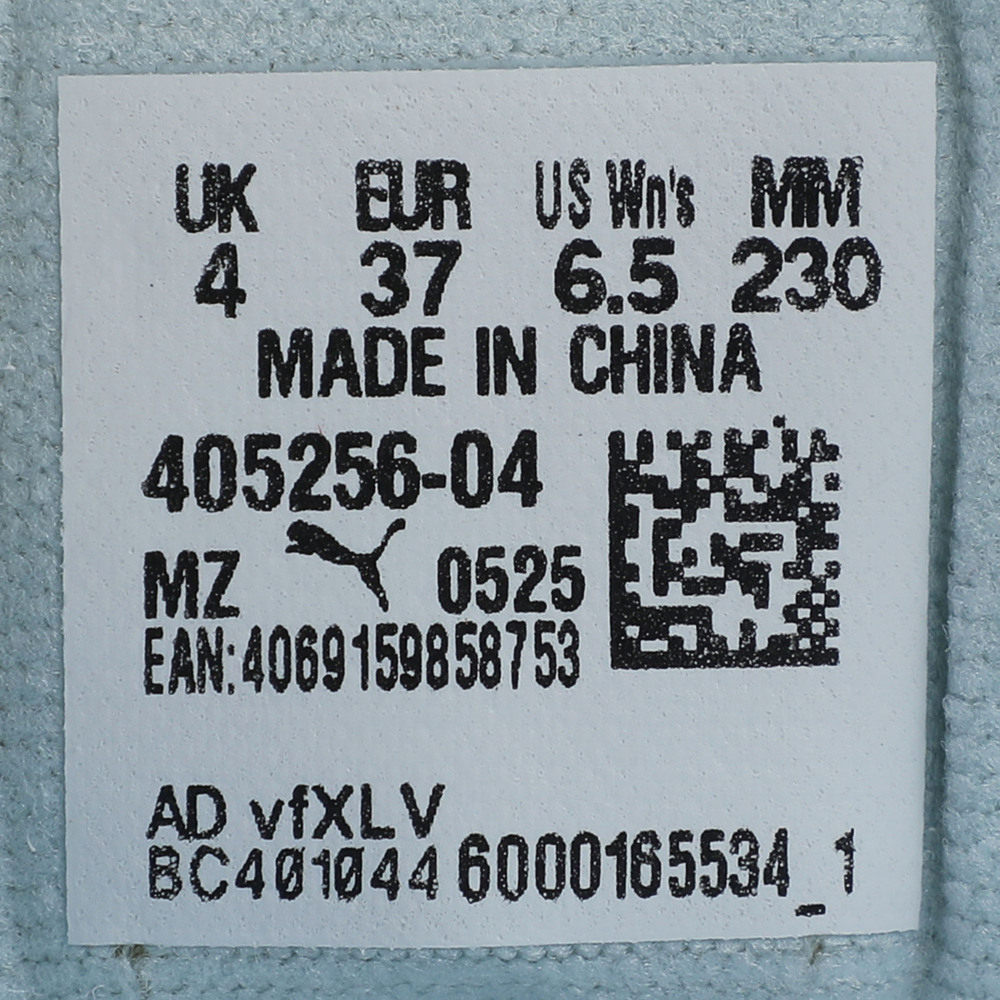 UK EUR US Wn's MM
4 37 6.5 230
MADE IN CHINA
405256-04
MZ 0525
EAN:4069159858753
AD vfXLV
BC401044 6000165534_1